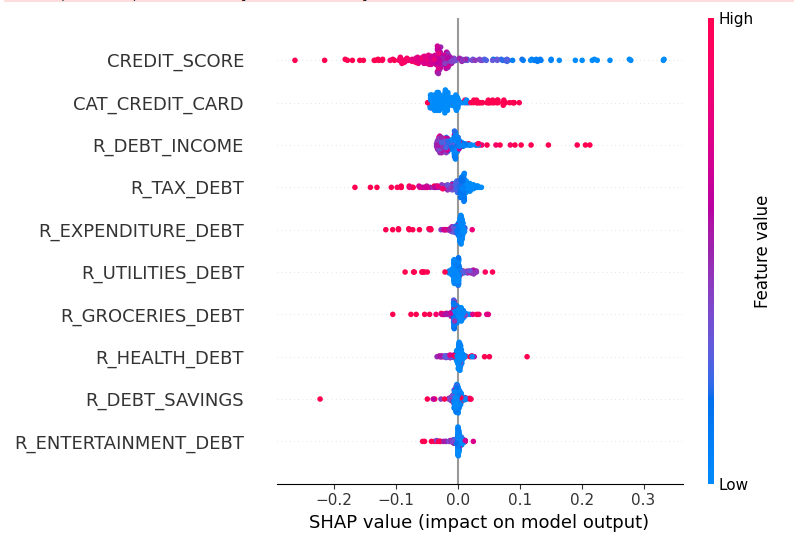 High
CREDIT_SCORE
CAT_CREDIT_CARD
R_DEBT_INCOME
R_TAX_DEBT
R_EXPENDITURE_DEBT
R_UTILITIES_DEBT
R_GROCERIES_DEBT
R_HEALTH_DEBT
R_DEBT_SAVINGS
R_ENTERTAINMENT_DEBT
Feature value
Low
−0.2 −0.1 0.0 0.1 0.2 0.3
SHAP value (impact on model output)